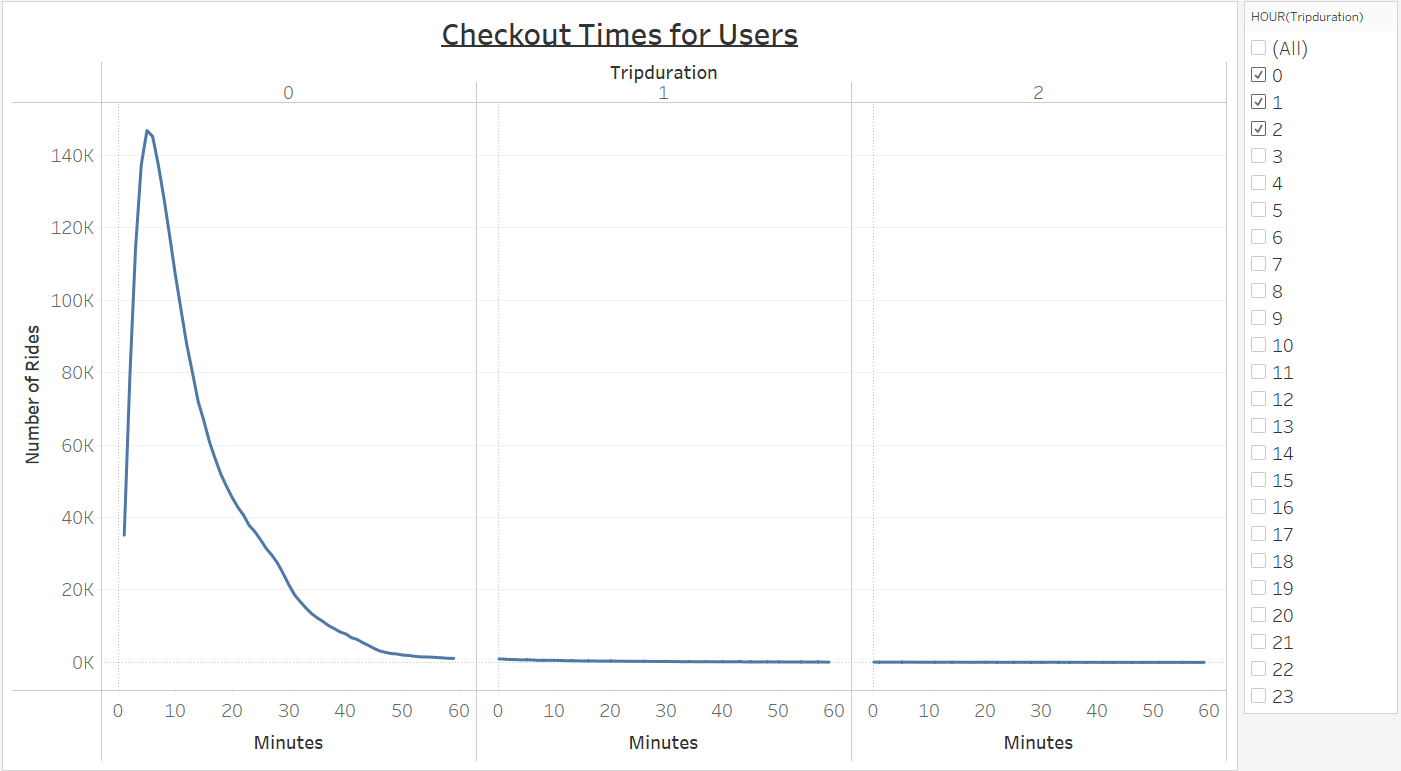 Checkout Times for Users
Tripduration
0 1 2
Number of Rides
140K
120K
100K
80K
60K
40K
20K
0K
0 10 20 30 40 50 60 0 10 20 30 40 50 60 0 10 20 30 40 50 60
Minutes Minutes Minutes
HOUR(Tripduration)
(All)
0
1
2
3
4
5
6
7
8
9
10
11
12
13
14
15
16
17
18
19
20
21
22
23